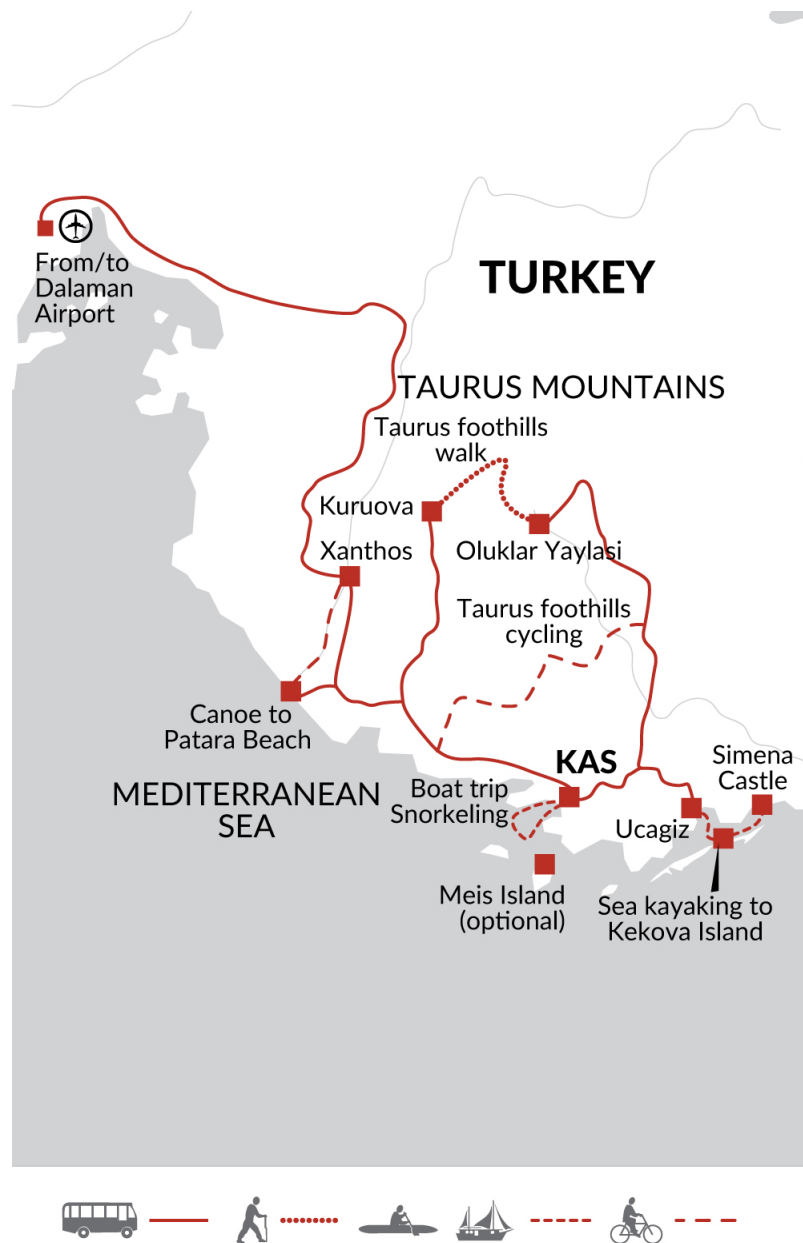 From/to
Dalaman
Airport
TURKEY
TAURUS MOUNTAINS
Taurus foothills
walk
Kuruova
Oluklar Yaylasi
Xanthos
Taurus foothills
cycling
Canoe to
Patara Beach
KAS
Simena
Castle
Boat trip
Snorkeling
MEDITERRANEAN
SEA
Ucagiz
Meis Island
(optional)
Sea kayaking to
Kekova Island